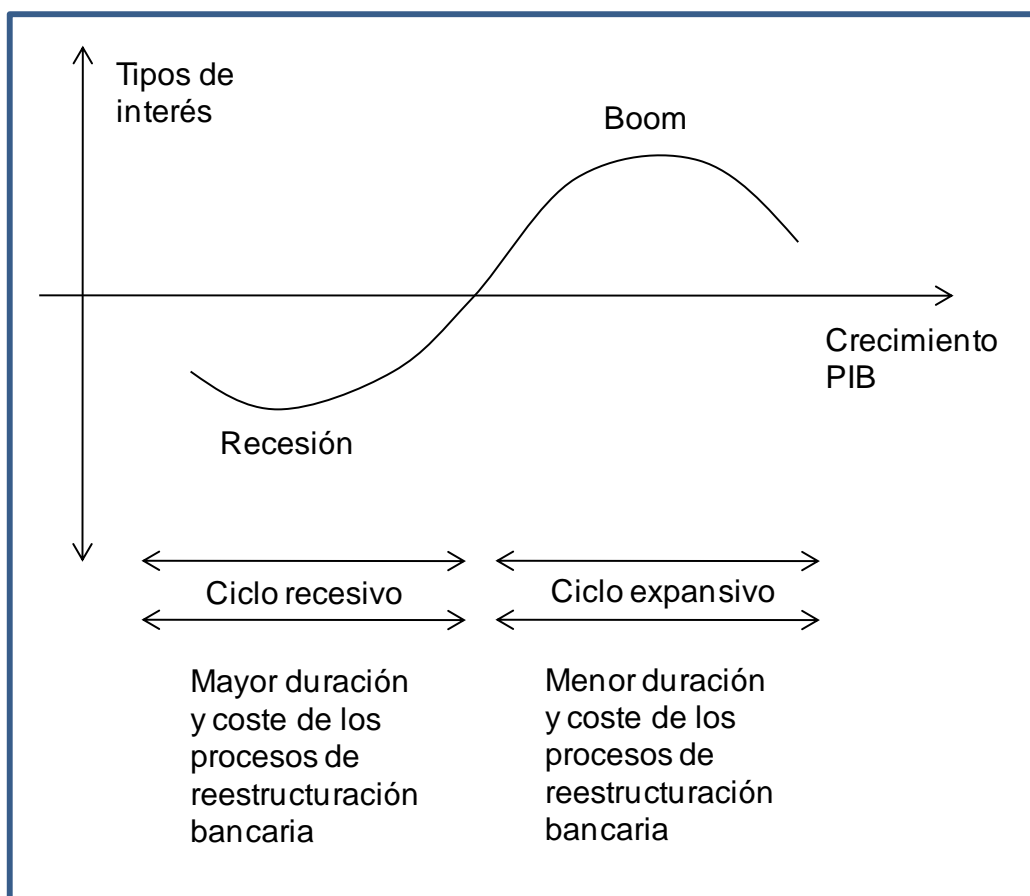 Tipos de
interés
Boom
Crecimiento
PIB
Recesión
Ciclo recesivo
Ciclo expansivo
Mayor duración
y coste de los
procesos de
reestructuración
bancaria
Menor duración
y coste de los
procesos de
reestructuración
bancaria